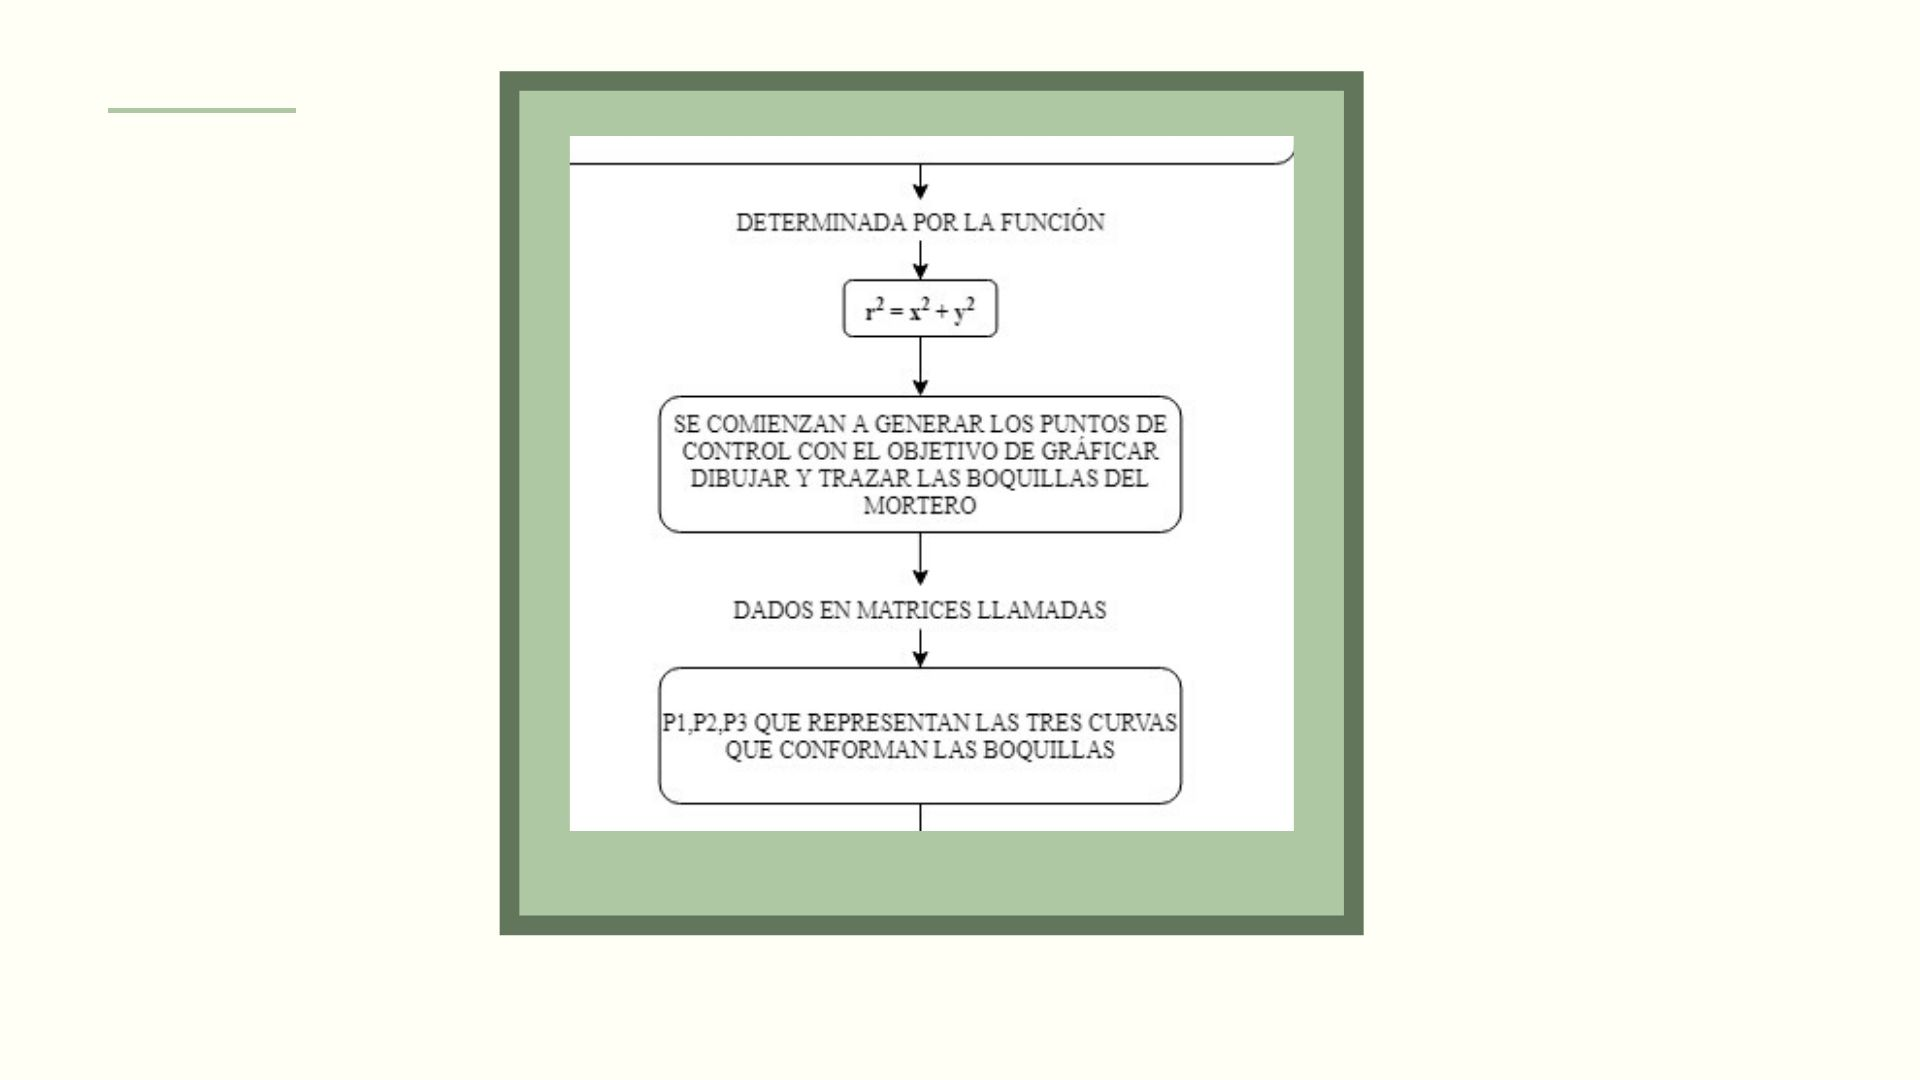 DETERMINADA POR LA FUNCIÓN
r² = x² + y²
SE COMIENZAN A GENERAR LOS PUNTOS DE
CONTROL CON EL OBJETIVO DE GRÁFICAR
DIBUJAR Y TRAZAR LAS BOQUILLAS DEL
MORTERO
DADOS EN MATRICES LLAMADAS
P1,P2,P3 QUE REPRESENTAN LAS TRES CURVAS
QUE CONFORMAN LAS BOQUILLAS